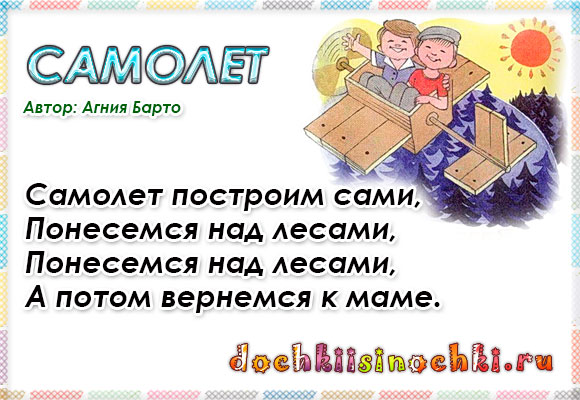 САМОЛЕТ
Автор: Агния Барто
Самолет построим сами,
Понесемся над лесами,
Понесемся над лесами,
А потом вернемся к маме.
dochkiisinochki.ru